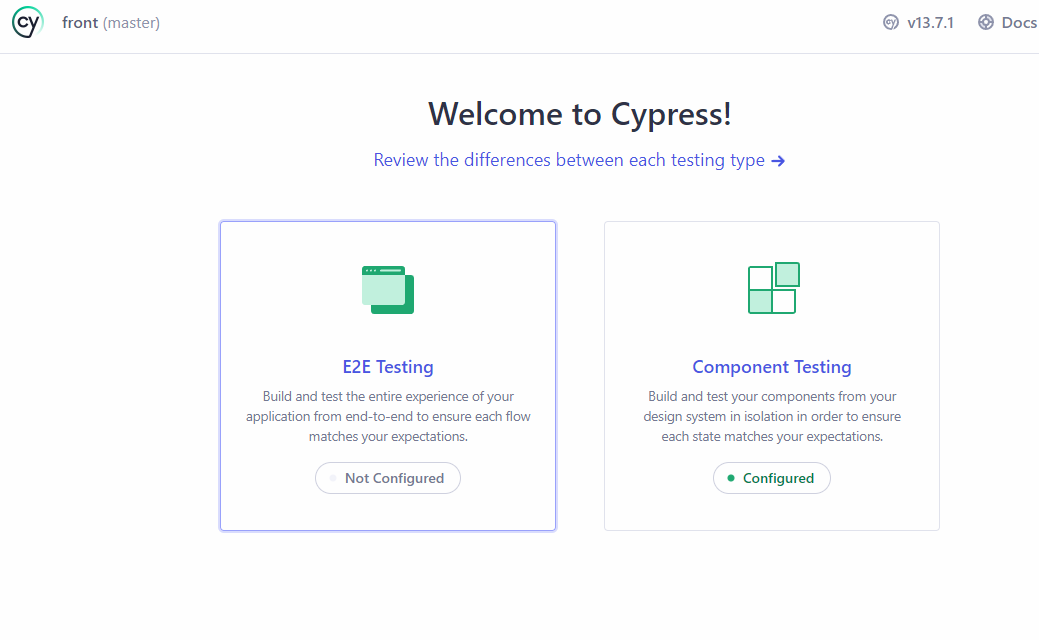 cy front (master) v13.7.1 Docs
Welcome to Cypress!
Review the differences between each testing type →
E2E Testing
Build and test the entire experience of your
application from end-to-end to ensure each flow
matches your expectations.
Not Configured
Component Testing
Build and test your components from your
design system in isolation in order to ensure
each state matches your expectations.
Configured